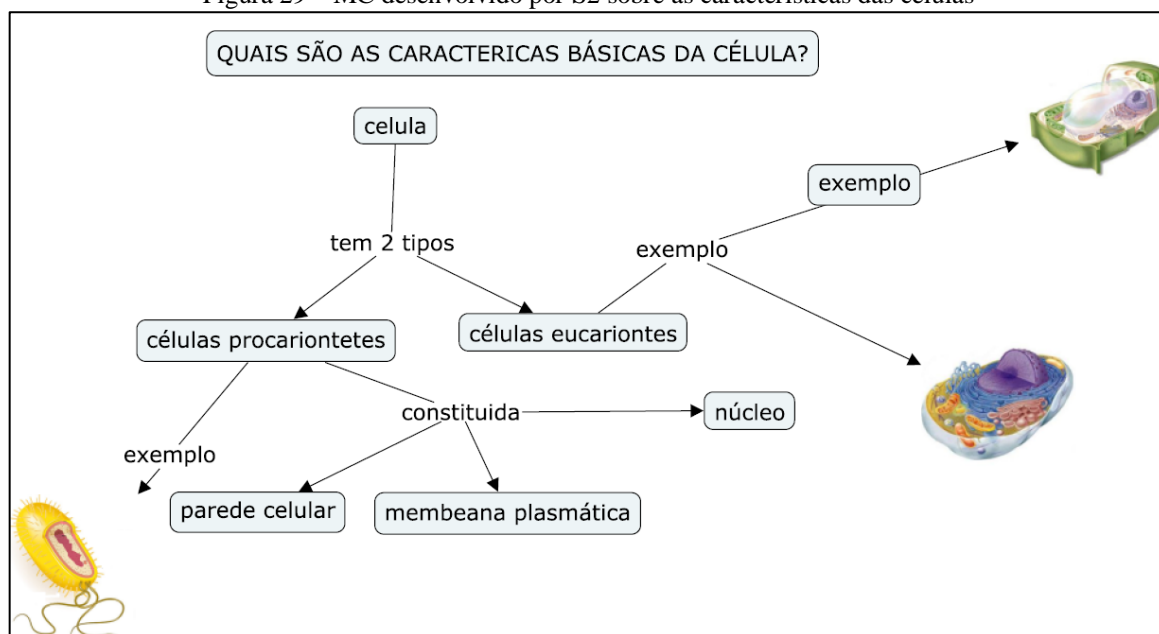 Figura 29 – MC desenvolvido por S2 sobre as características das células
QUAIS SÃO AS CARACTERICAS BÁSICAS DA CÉLULA?
celula
exemplo
tem 2 tipos
exemplo
células procariontetes
células eucariontes
constituida
núcleo
exemplo
parede celular
membeana plasmática